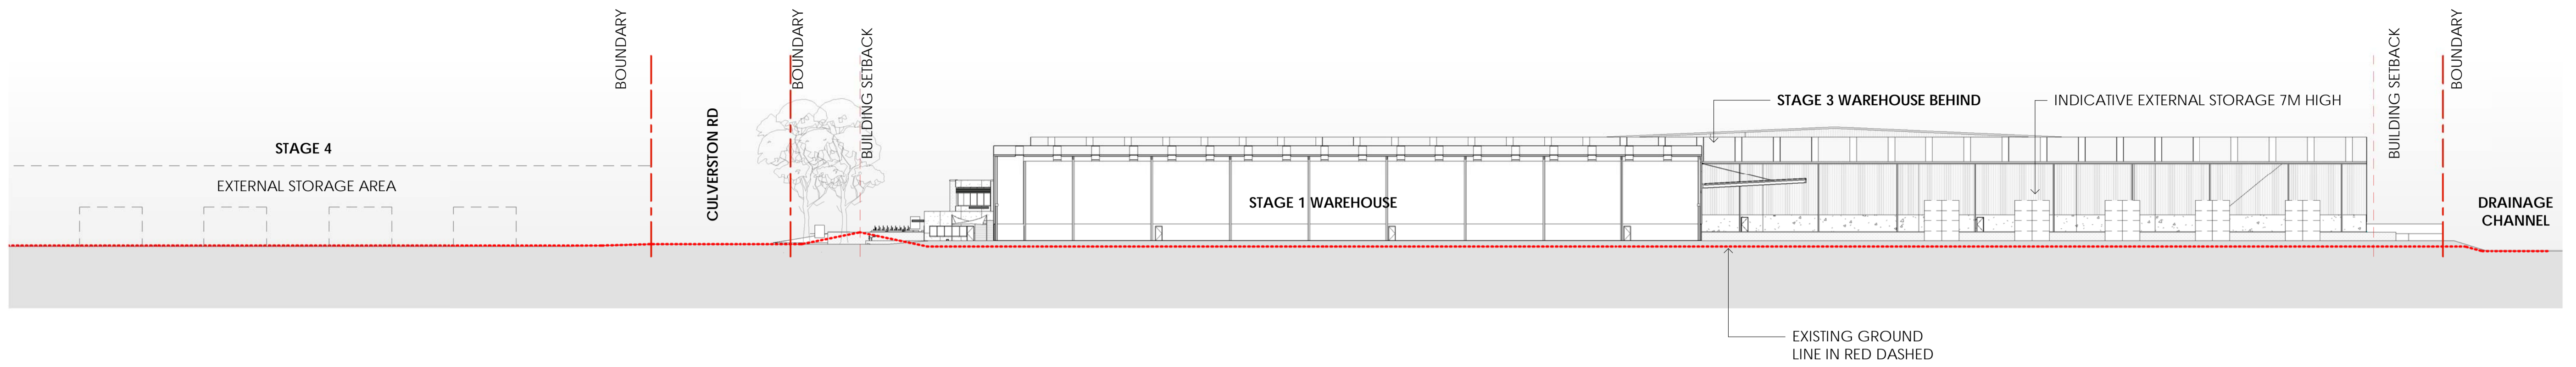 BOUNDARY
BOUNDARY
BUILDING SETBACK
BUILDING SETBACK
BOUNDARY
STAGE 4
EXTERNAL STORAGE AREA
CULVERSTON RD
STAGE 3 WAREHOUSE BEHIND
INDICATIVE EXTERNAL STORAGE 7M HIGH
STAGE 1 WAREHOUSE
DRAINAGE
CHANNEL
EXISTING GROUND
LINE IN RED DASHED